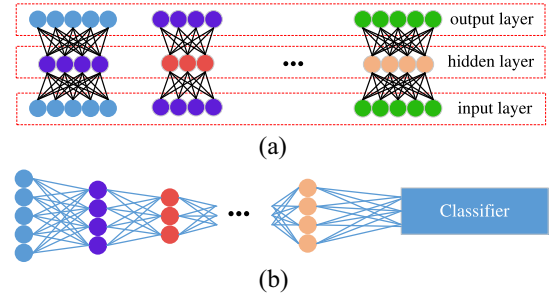 output layer
hidden layer
...
input layer
(a)
...
Classifier
(b)